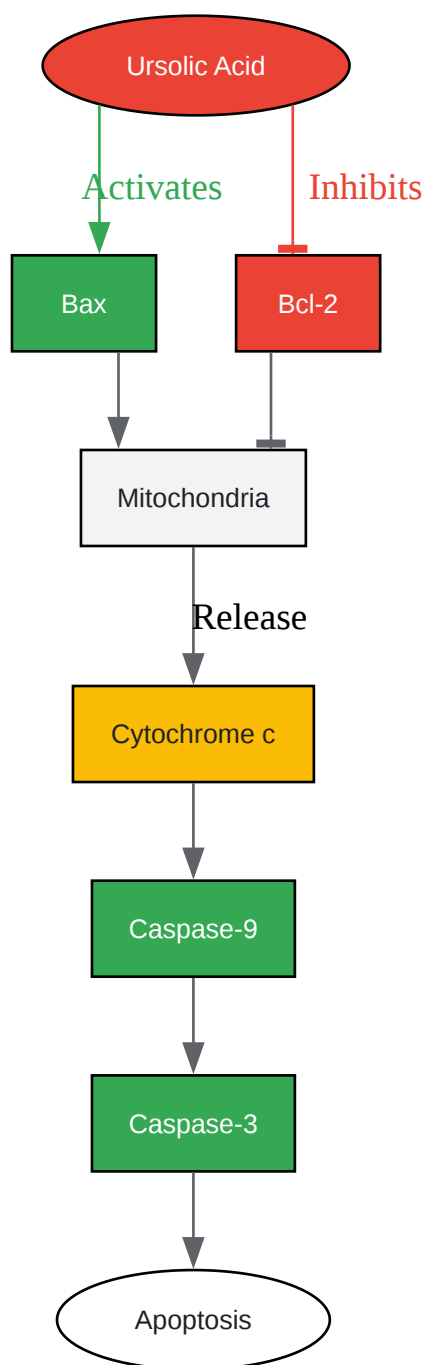 Ursolic Acid
Activates
Inhibits
Bax
Bcl-2
Mitochondria
Release
Cytochrome c
Caspase-9
Caspase-3
Apoptosis